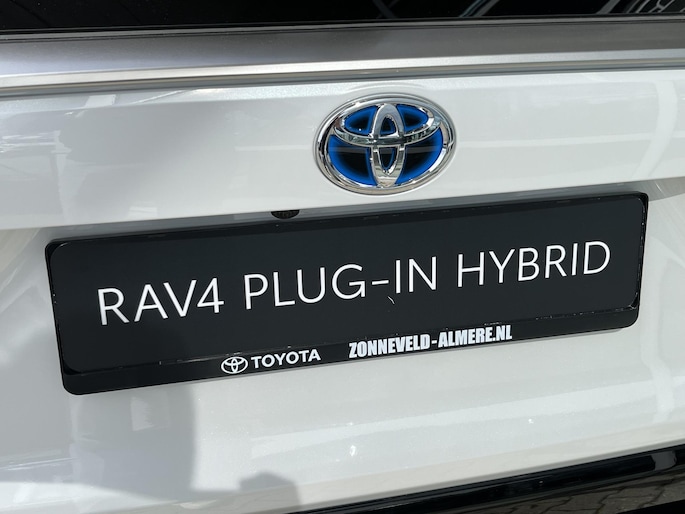 RAV4 PLUG-IN HYBRID
TOYOTA ZONNEVELD-ALMERE.NL